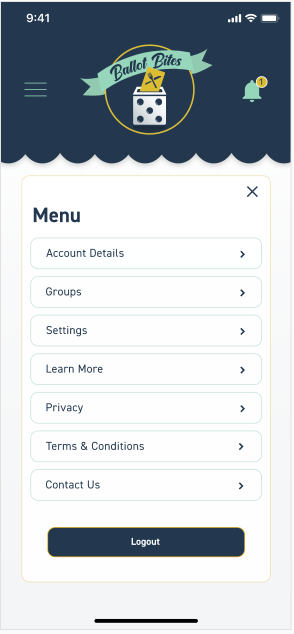 9:41
Ballot Bites
1
Menu
Account Details
Groups
Settings
Learn More
Privacy
Terms & Conditions
Contact Us
Logout